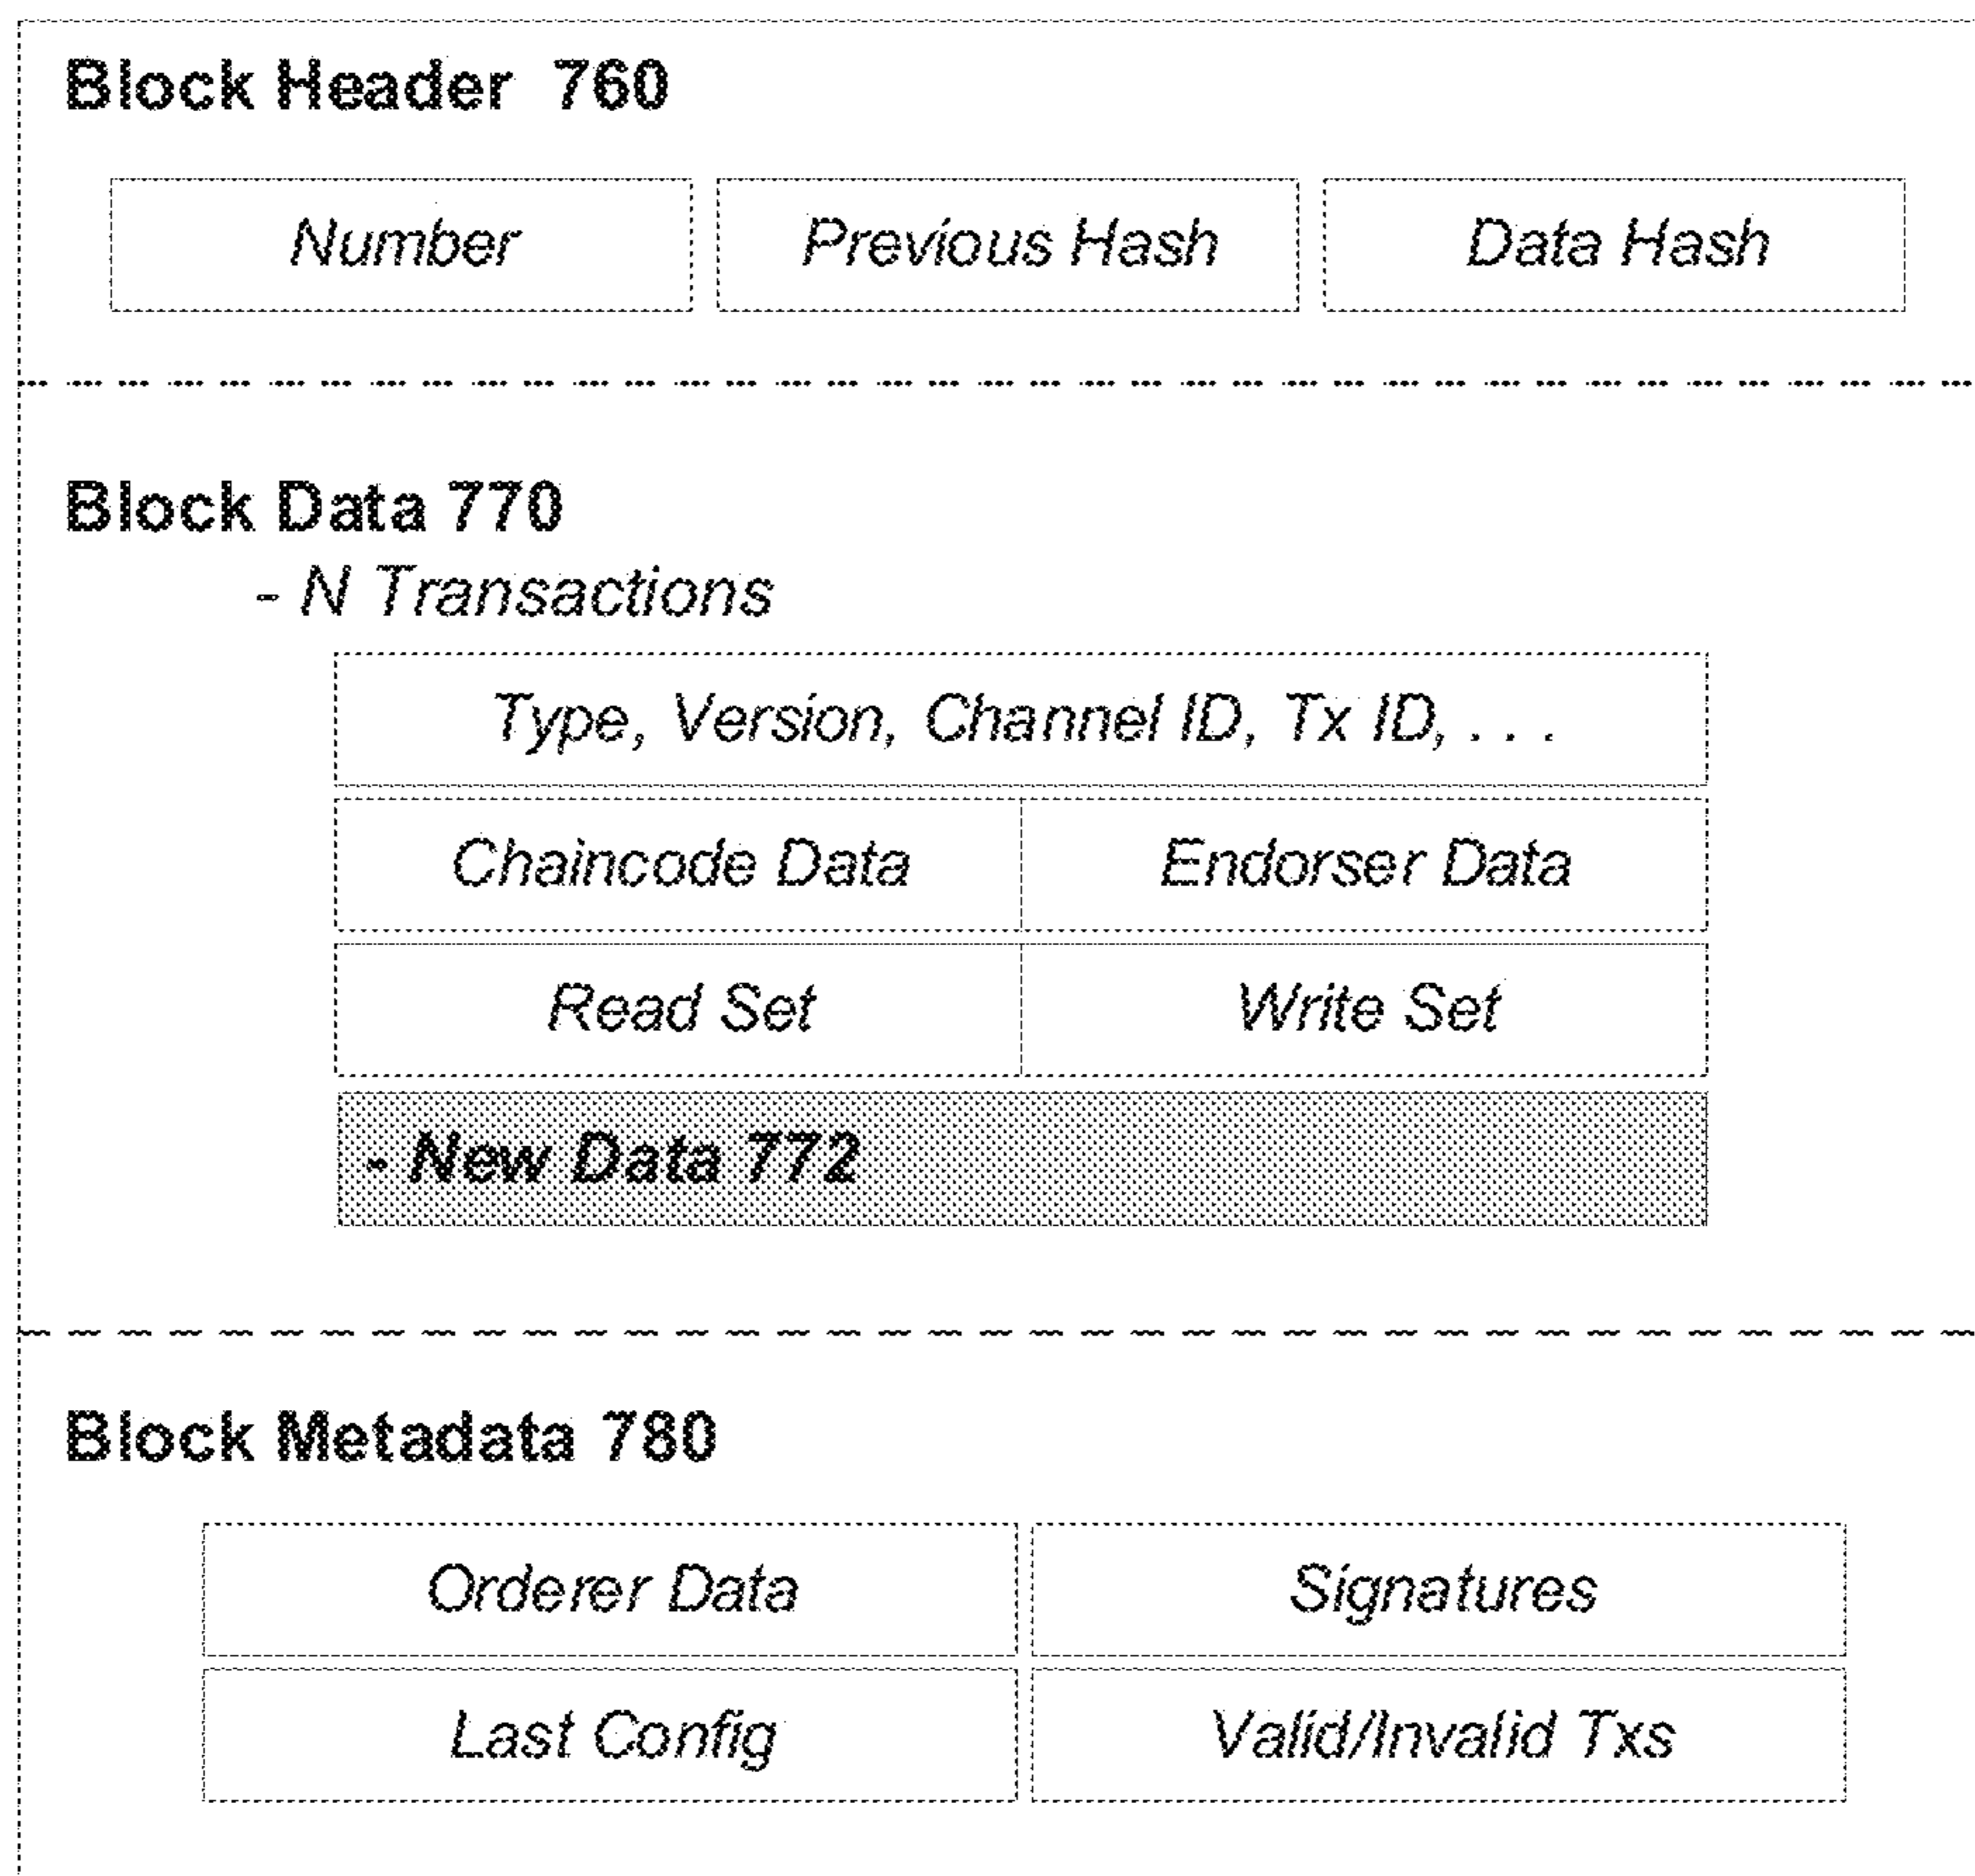 Block Header 760
Number Previous Hash Data Hash
Block Data 770
- N Transactions
Type, Version, Channel ID, Tx ID, . . .
Chaincode Data Endorser Data
Read Set Write Set
- New Data 772
Block Metadata 780
Orderer Data Signatures
Last Config Valid/Invalid Txs